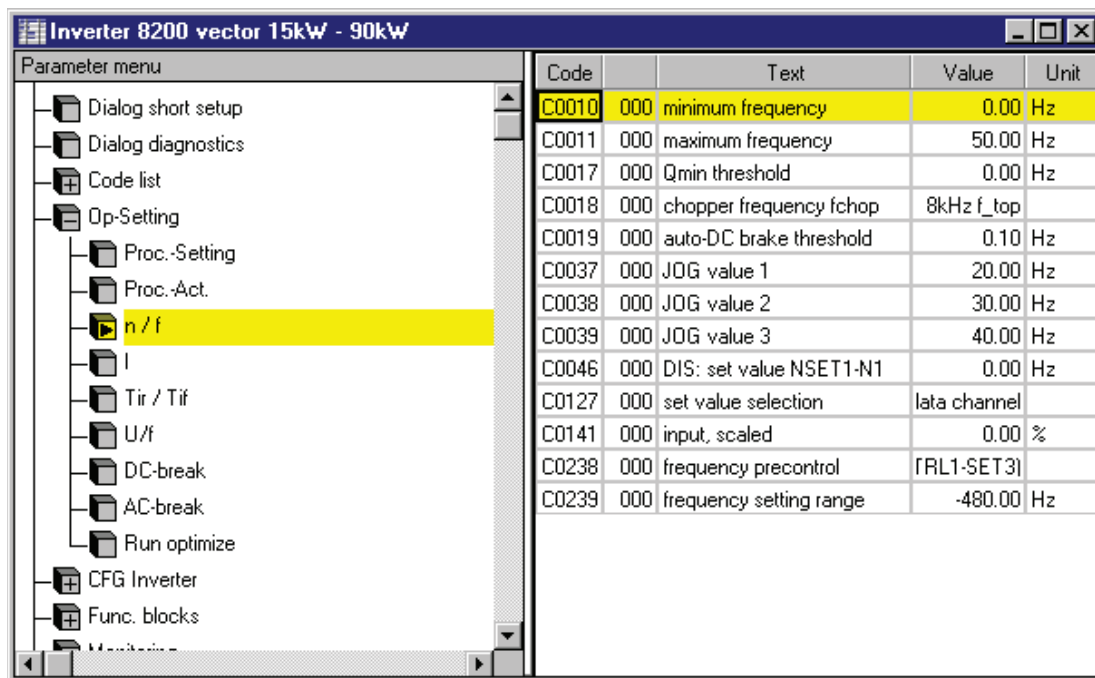 Inverter 8200 vector 15kW - 90kW
Parameter menu
Dialog short setup
Dialog diagnostics
Code list
Op-Setting
Proc.-Setting
Proc.-Act.
n / f
I
Tir / Tif
U/f
DC-break
AC-break
Run optimize
CFG Inverter
Func. blocks
Code Text Value Unit
C0010 000 minimum frequency 0.00 Hz
C0011 000 maximum frequency 50.00 Hz
C0017 000 Qmin threshold 0.00 Hz
C0018 000 chopper frequency fchop 8kHz f_top
C0019 000 auto-DC brake threshold 0.10 Hz
C0037 000 JOG value 1 20.00 Hz
C0038 000 JOG value 2 30.00 Hz
C0039 000 JOG value 3 40.00 Hz
C0046 000 DIS: set value NSET1-N1 0.00 Hz
C0127 000 set value selection lata channel
C0141 000 input, scaled 0.00 %
C0238 000 frequency precontrol TRL1-SET3)
C0239 000 frequency setting range -480.00 Hz